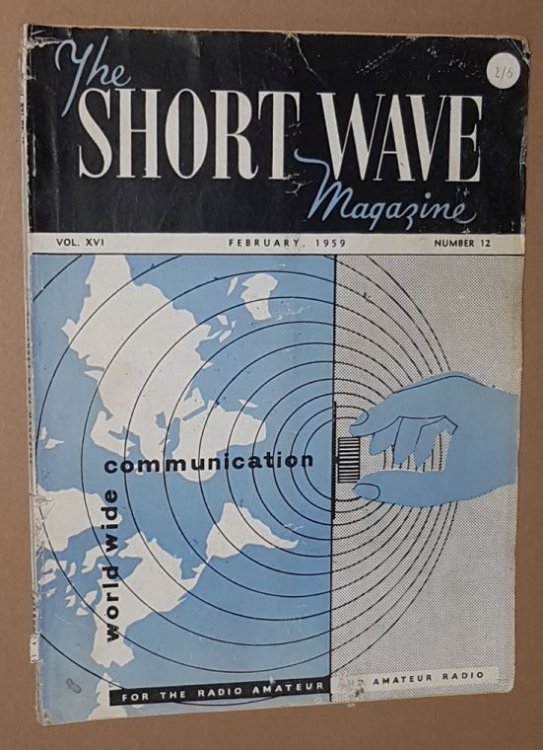 The
2/6
SHORT WAVE
Magazine
VOL. XVI FEBRUARY, 1959 NUMBER 12
communication
world wide
FOR THE RADIO AMATEUR AMATEUR RADIO